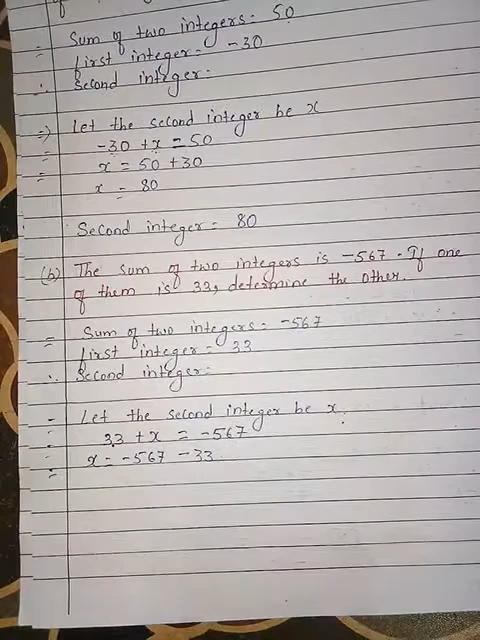 = Sum of two integers = 50
First integer = -30
∴ Second integer =
⇒ Let the second integer be x
= -30 + x = 50
= x = 50 + 30
x = 80
Second integer = 80
(b) The sum of two integers is -567. If one
of them is 33, determine the other.
= Sum of two integers = -567
First integer = 33
∴ Second integer =
- Let the second integer be x.
33 + x = -567
x = -567 - 33
=